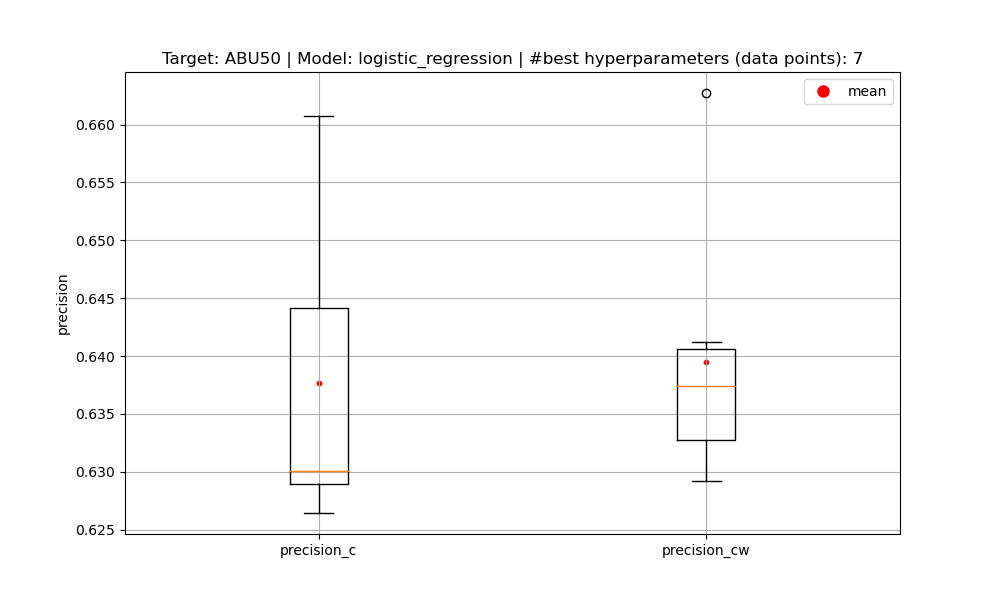 Target: ABU50 | Model: logistic_regression | #best hyperparameters (data points): 7
mean
0.660
0.655
0.650
0.645
0.640
0.635
0.630
0.625
precision
precision_c
precision_cw